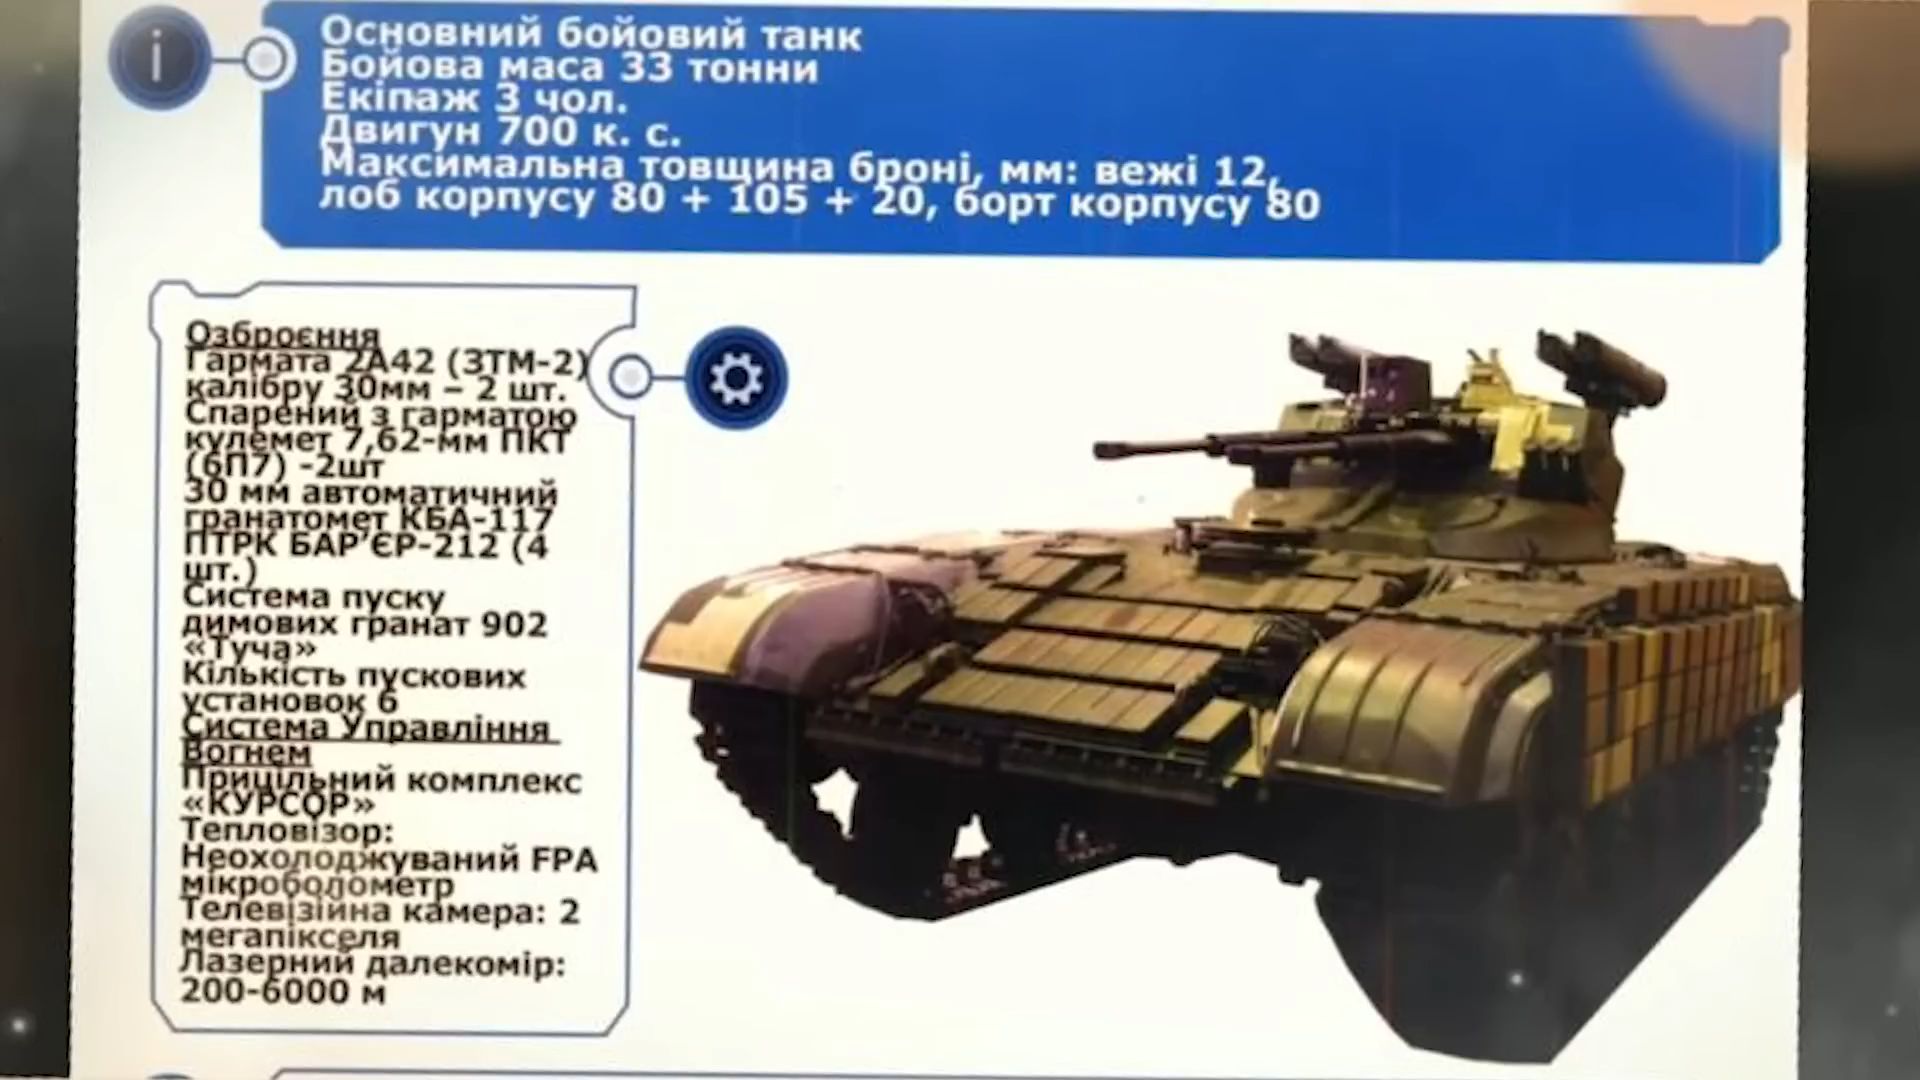 Основний бойовий танк
Бойова маса 33 тонни
Екіпаж 3 чол.
Двигун 700 к. с.
Максимальна товщина броні, мм: вежі 12,
лоб корпусу 80 + 105 + 20, борт корпусу 80
Озброєння
Гармата 2А42 (ЗТМ-2)
калібру 30мм – 2 шт.
Спарений з гарматою
кулемет 7,62-мм ПКТ
(6П7) -2шт
30 мм автоматичний
гранатомет КБА-117
ПТРК БАР’ЄР-212 (4
шт.)
Система пуску
димових гранат 902
«Туча»
Кількість пускових
установок 6
Система Управління
Вогнем
Прицільний комплекс
«КУРСОР»
Тепловізор:
Неохолоджуваний FPA
мікроболометр
Телевізійна камера: 2
мегапікселя
Лазерний далекомір:
200-6000 м